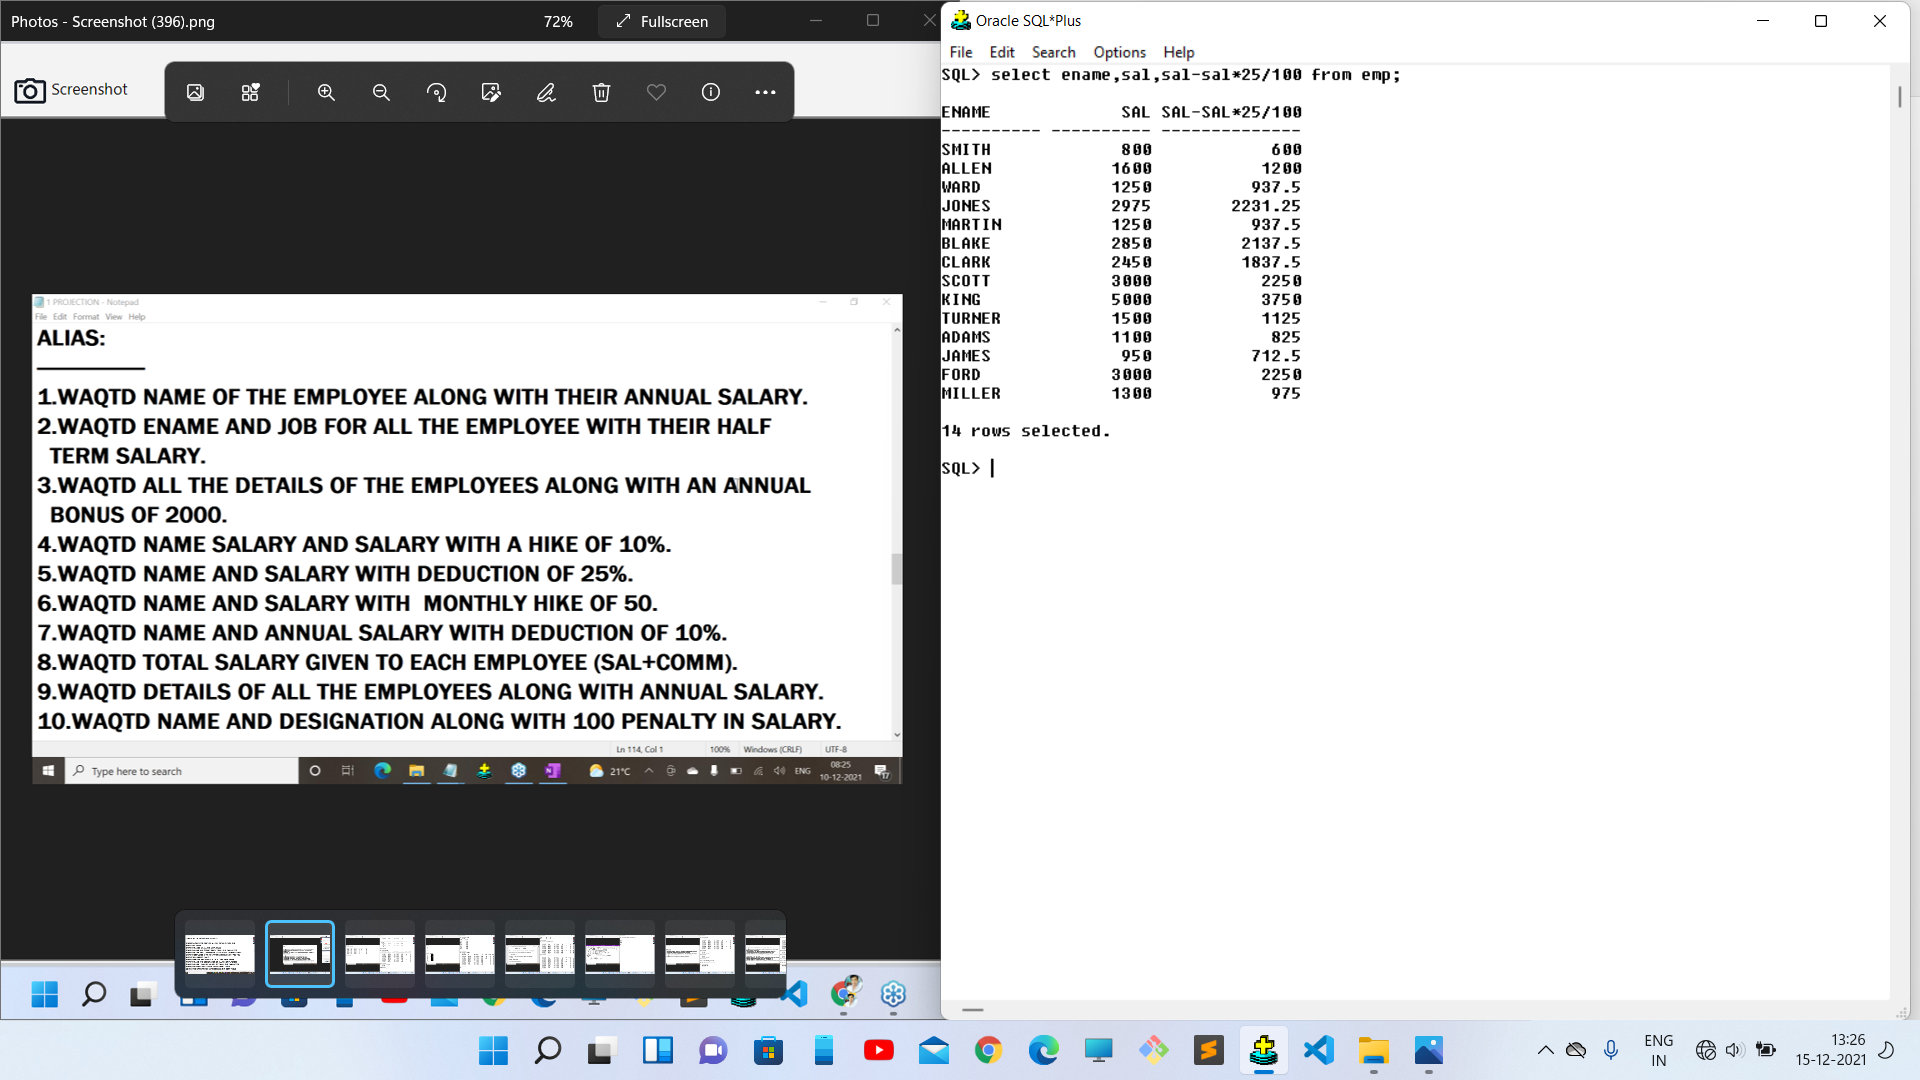 Photos - Screenshot (396).png
72%
Fullscreen
Screenshot
1 PROJECTION - Notepad
File Edit Format View Help
ALIAS:
1.WAQTD NAME OF THE EMPLOYEE ALONG WITH THEIR ANNUAL SALARY.
2.WAQTD ENAME AND JOB FOR ALL THE EMPLOYEE WITH THEIR HALF
TERM SALARY.
3.WAQTD ALL THE DETAILS OF THE EMPLOYEES ALONG WITH AN ANNUAL
BONUS OF 2000.
4.WAQTD NAME SALARY AND SALARY WITH A HIKE OF 10%.
5.WAQTD NAME AND SALARY WITH DEDUCTION OF 25%.
6.WAQTD NAME AND SALARY WITH  MONTHLY HIKE OF 50.
7.WAQTD NAME AND ANNUAL SALARY WITH DEDUCTION OF 10%.
8.WAQTD TOTAL SALARY GIVEN TO EACH EMPLOYEE (SAL+COMM).
9.WAQTD DETAILS OF ALL THE EMPLOYEES ALONG WITH ANNUAL SALARY.
10.WAQTD NAME AND DESIGNATION ALONG WITH 100 PENALTY IN SALARY.
Ln 114, Col 1 100% Windows (CRLF) UTF-8
Type here to search
21°C
ENG
08:25
10-12-2021
17
Oracle SQL*Plus
File Edit Search Options Help
SQL> select ename,sal,sal-sal*25/100 from emp;
ENAME SAL SAL-SAL*25/100
---------- ---------- --------------
SMITH 800 600
ALLEN 1600 1200
WARD 1250 937.5
JONES 2975 2231.25
MARTIN 1250 937.5
BLAKE 2850 2137.5
CLARK 2450 1837.5
SCOTT 3000 2250
KING 5000 3750
TURNER 1500 1125
ADAMS 1100 825
JAMES 950 712.5
FORD 3000 2250
MILLER 1300 975
14 rows selected.
SQL>
ENG
IN
13:26
15-12-2021